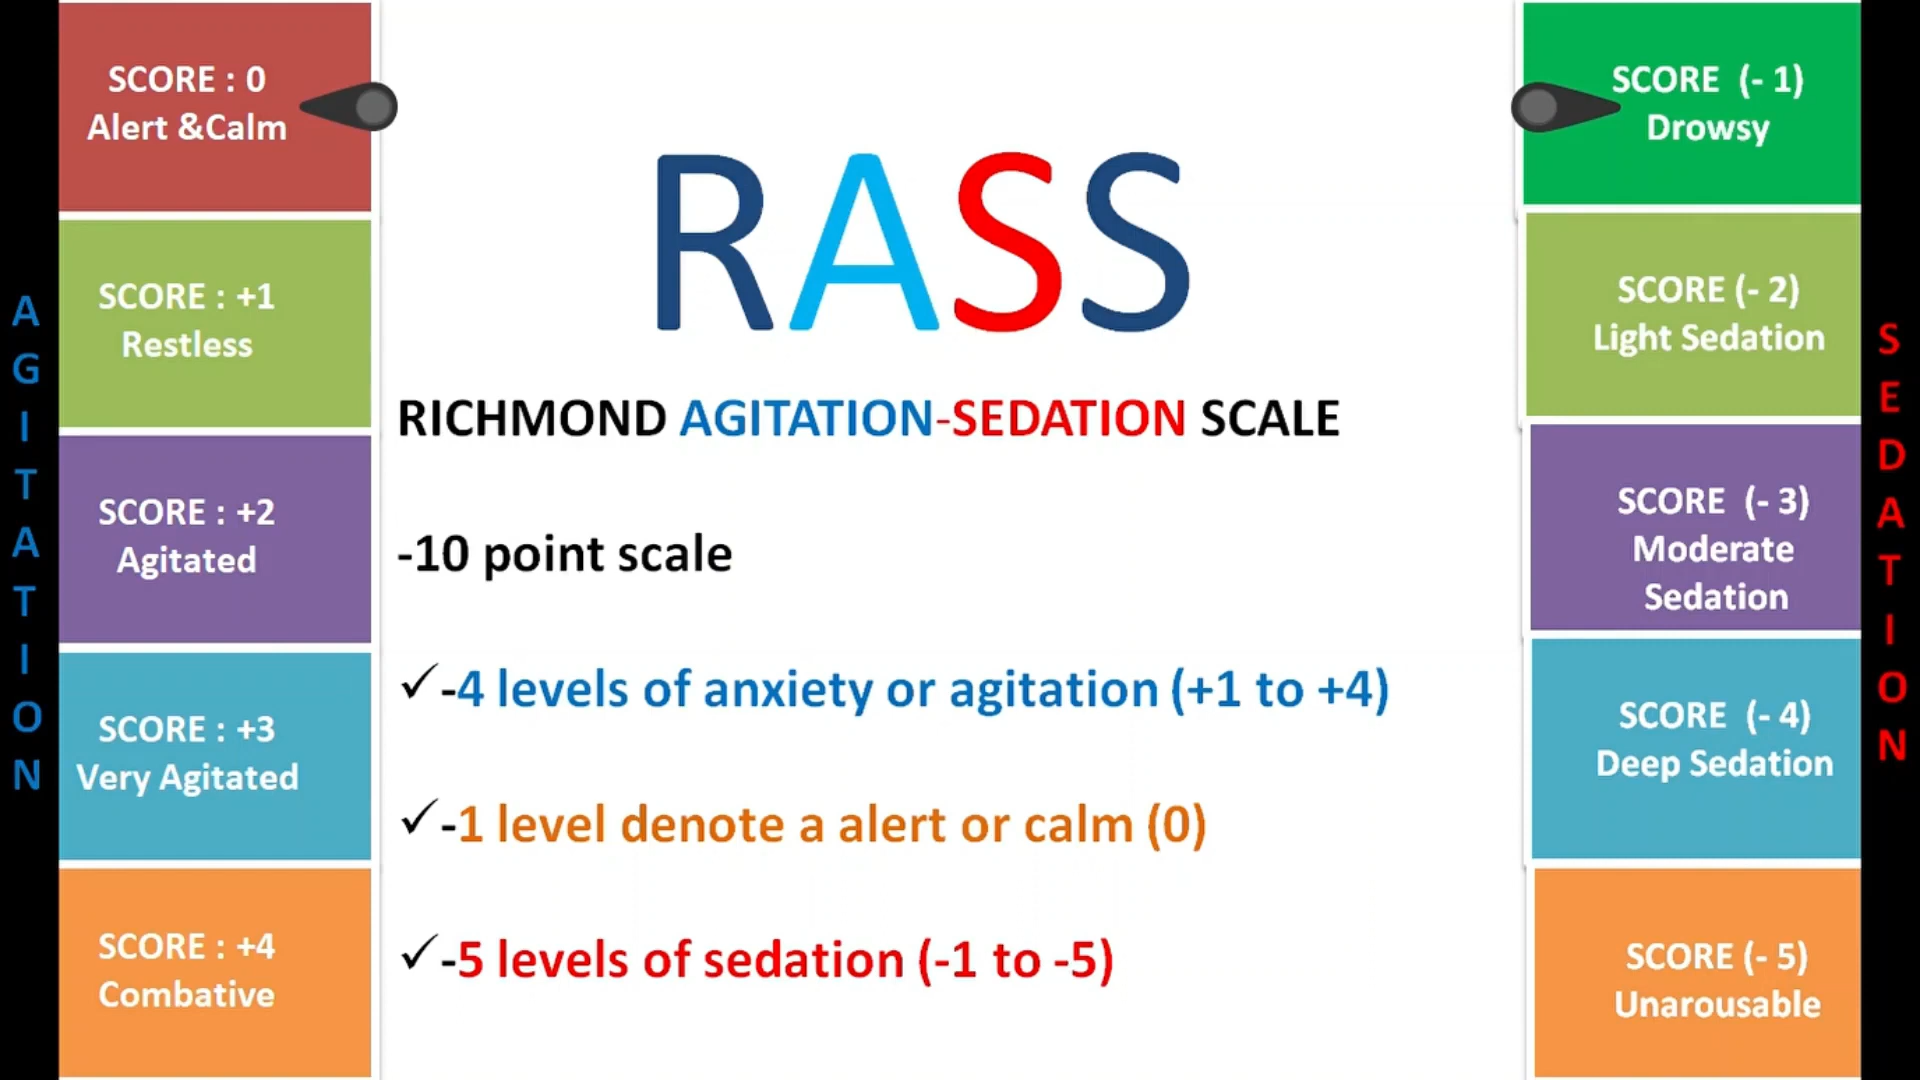 AGITATION
SCORE : 0
Alert &Calm
SCORE : +1
Restless
SCORE : +2
Agitated
SCORE : +3
Very Agitated
SCORE : +4
Combative
RASS
RICHMOND AGITATION-SEDATION SCALE
-10 point scale
✓-4 levels of anxiety or agitation (+1 to +4)
✓-1 level denote a alert or calm (0)
✓-5 levels of sedation (-1 to -5)
SCORE (- 1)
Drowsy
SCORE (- 2)
Light Sedation
SCORE (- 3)
Moderate
Sedation
SCORE (- 4)
Deep Sedation
SCORE (- 5)
Unarousable
SEDATION